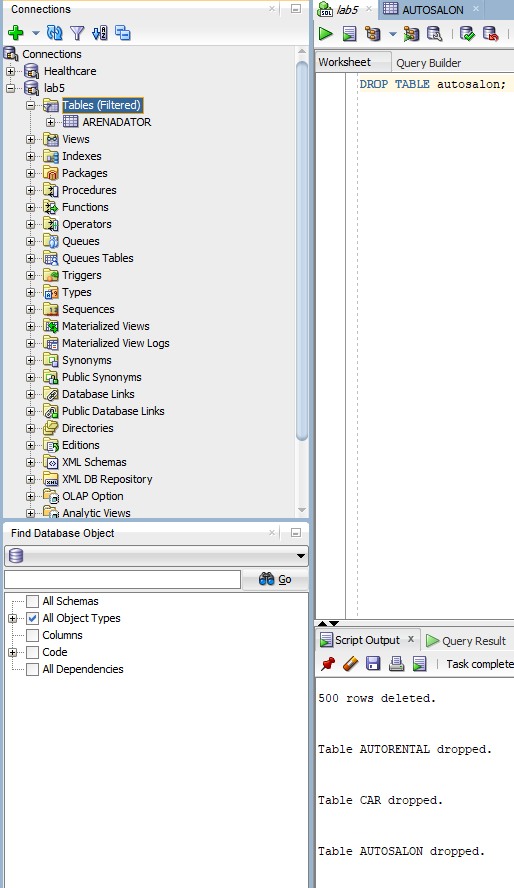 Connections
Connections
Healthcare
lab5
Tables (Filtered)
ARENADATOR
Views
Indexes
Packages
Procedures
Functions
Operators
Queues
Queues Tables
Triggers
Types
Sequences
Materialized Views
Materialized View Logs
Synonyms
Public Synonyms
Database Links
Public Database Links
Directories
Editions
XML Schemas
XML DB Repository
OLAP Option
Analytic Views
Find Database Object
Go
All Schemas
All Object Types
Columns
Code
All Dependencies
lab5 AUTOSALON
SQL
Worksheet Query Builder
DROP TABLE autosalon;
Script Output Query Result
Task complete
500 rows deleted.
Table AUTORENTAL dropped.
Table CAR dropped.
Table AUTOSALON dropped.